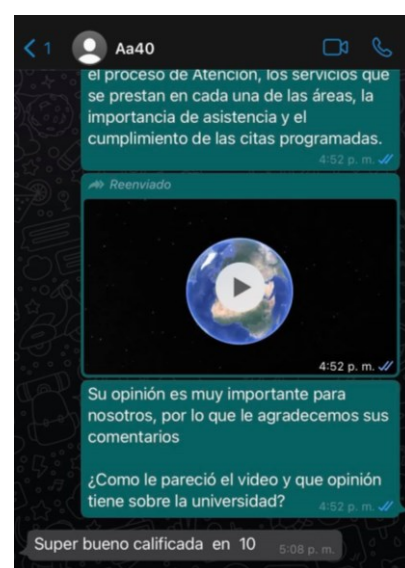 1 Aa40
el proceso de Atención, los servicios que
se prestan en cada una de las áreas, la
importancia de asistencia y el
cumplimiento de las citas programadas.
4:52 p. m.
Reenviado
4:52 p. m.
Su opinión es muy importante para
nosotros, por lo que le agradecemos sus
comentarios
¿Como le pareció el video y que opinión
tiene sobre la universidad? 4:52 p. m.
Super bueno calificada en 10 5:08 p. m.